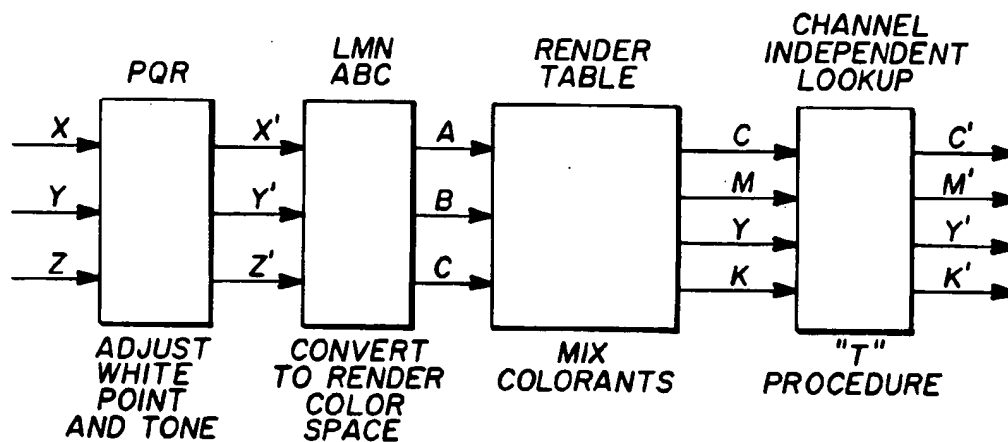 PQR
LMN
ABC
RENDER
TABLE
CHANNEL
INDEPENDENT
LOOKUP
X
Y
Z
X'
Y'
Z'
A
B
C
C
M
Y
K
C'
M'
Y'
K'
ADJUST
WHITE
POINT
AND TONE
CONVERT
TO RENDER
COLOR
SPACE
MIX
COLORANTS
"T"
PROCEDURE